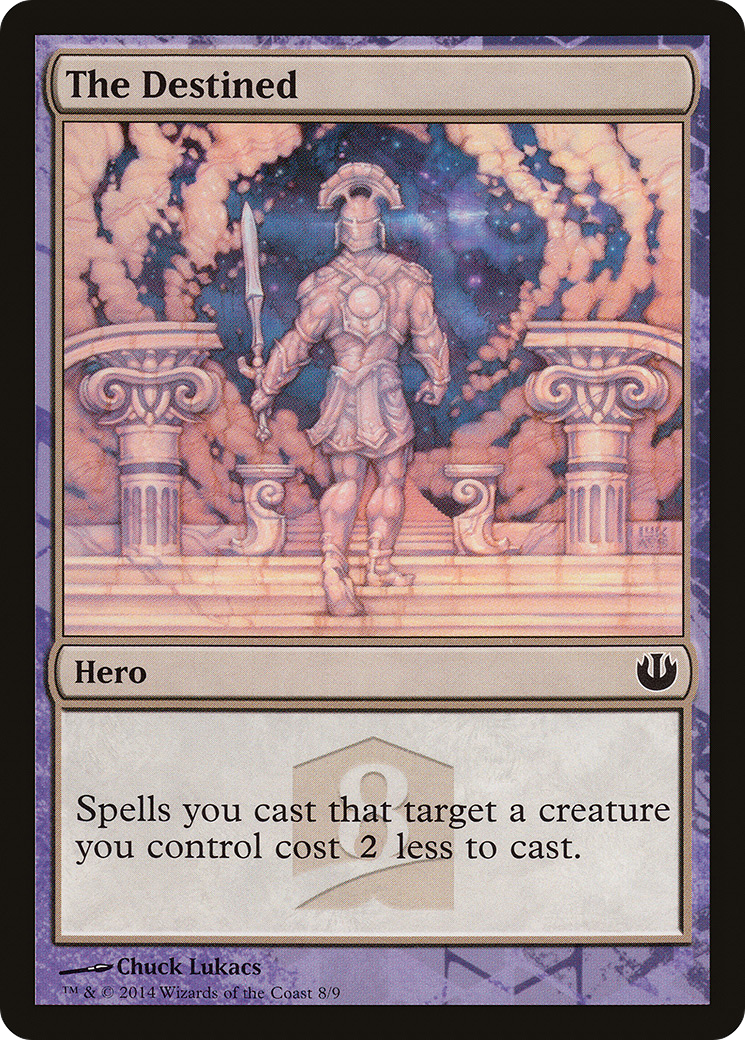 The Destined
Hero
8
Spells you cast that target a creature
you control cost 2 less to cast.
Chuck Lukacs
™ & © 2014 Wizards of the Coast 8/9